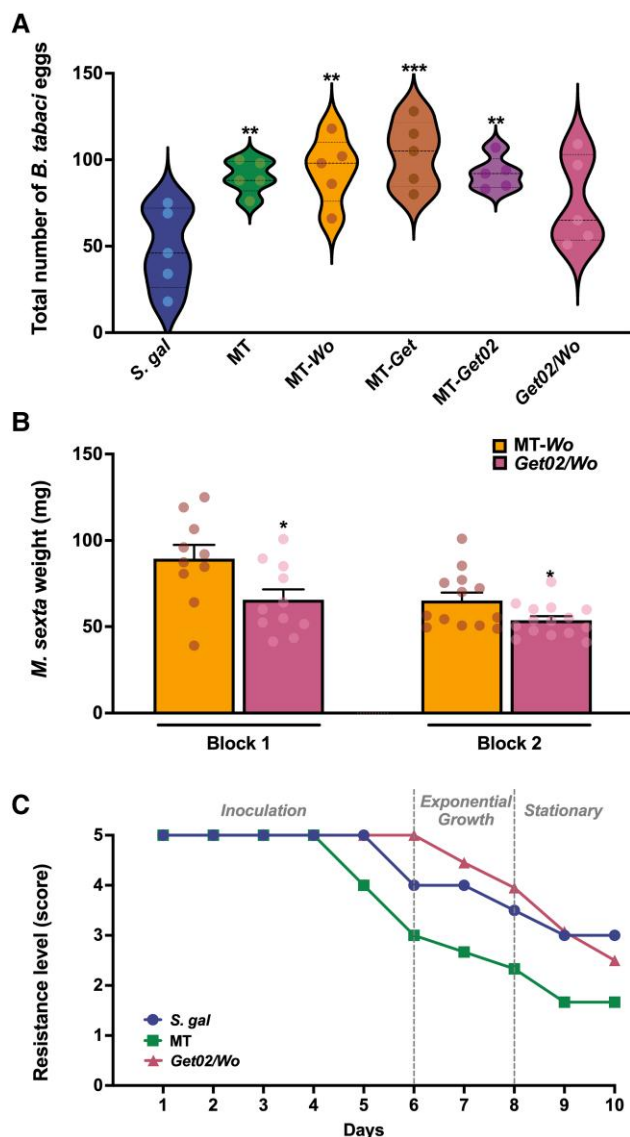 A
Total number of B. tabaci eggs
150
100
50
0
**
**
***
**
S. gal
MT
MT-Wo
MT-Get
MT-Get02
Get02/Wo
B
M. sexta weight (mg)
150
100
50
0
MT-Wo
Get02/Wo
*
*
Block 1
Block 2
C
Resistance level (score)
Inoculation
Exponential
Growth
Stationary
5
4
3
2
1
0
S. gal
MT
Get02/Wo
1 2 3 4 5 6 7 8 9 10
Days